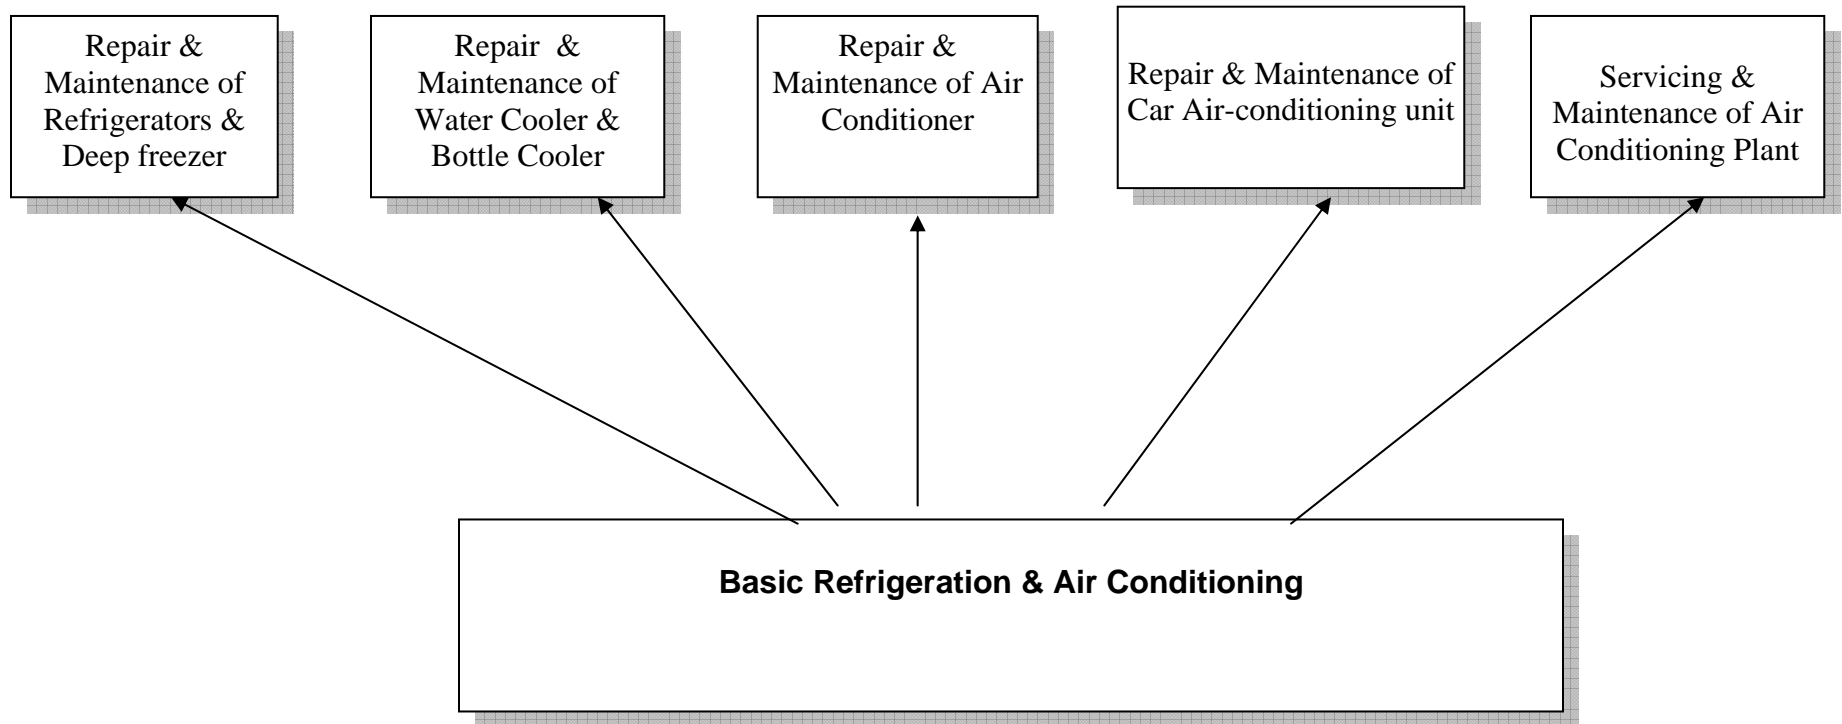 Repair &
Maintenance of
Refrigerators &
Deep freezer
Repair  &
Maintenance of
Water Cooler &
Bottle Cooler
Repair &
Maintenance of Air
Conditioner
Repair & Maintenance of
Car Air-conditioning unit
Servicing &
Maintenance of Air
Conditioning Plant
Basic Refrigeration & Air Conditioning